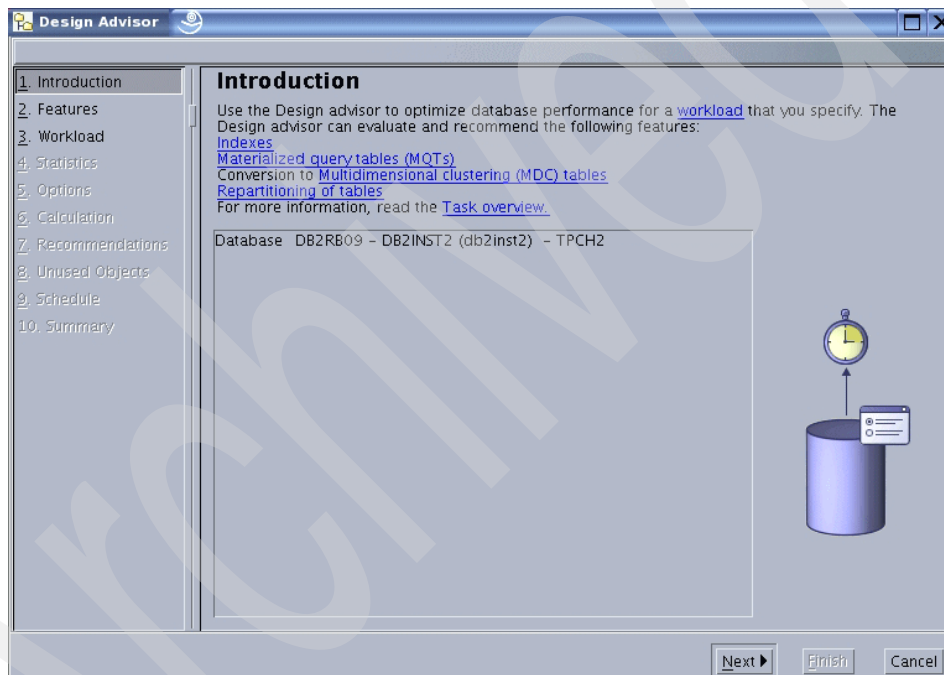 Design Advisor
1. Introduction
2. Features
3. Workload
4. Statistics
5. Options
6. Calculation
7. Recommendations
8. Unused Objects
9. Schedule
10. Summary
Introduction
Use the Design advisor to optimize database performance for a workload that you specify. The
Design advisor can evaluate and recommend the following features:
Indexes
Materialized query tables (MQTs)
Conversion to Multidimensional clustering (MDC) tables
Repartitioning of tables
For more information, read the Task overview.
Database DB2RB09 – DB2INST2 (db2inst2) – TPCH2
Next
Finish
Cancel